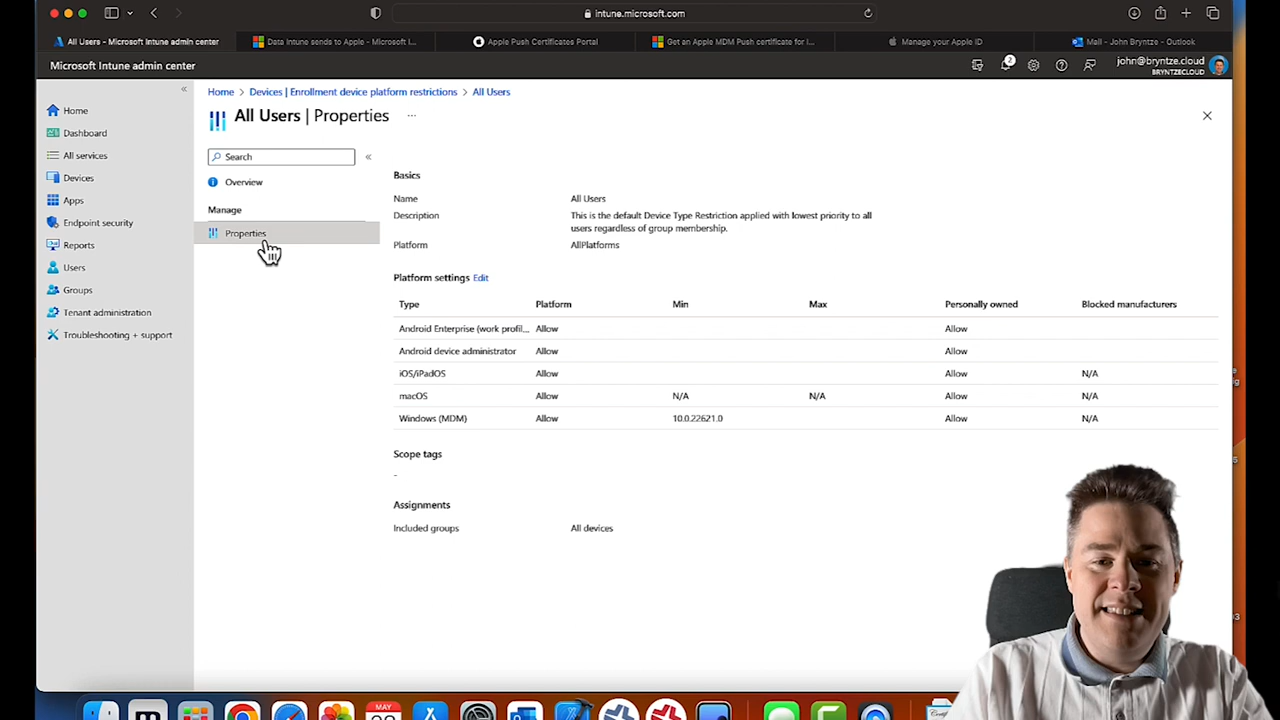 intune.microsoft.com
All Users - Microsoft Intune admin center
Data Intune sends to Apple - Microsoft I...
Apple Push Certificates Portal
Get an Apple MDM Push certificate for i...
Manage your Apple ID
Mail - John Bryntze - Outlook
Microsoft Intune admin center
2
john@bryntze.cloud
BRYNTZECLOUD
Home
Dashboard
All services
Devices
Apps
Endpoint security
Reports
Users
Groups
Tenant administration
Troubleshooting + support
Home > Devices | Enrollment device platform restrictions > All Users
All Users | Properties
Search
Overview
Manage
Properties
Basics
Name All Users
Description This is the default Device Type Restriction applied with lowest priority to all
users regardless of group membership.
Platform AllPlatforms
Platform settings Edit
Type Platform Min Max Personally owned Blocked manufacturers
Android Enterprise (work profil... Allow Allow
Android device administrator Allow Allow
iOS/iPadOS Allow Allow N/A
macOS Allow N/A N/A Allow N/A
Windows (MDM) Allow 10.0.22621.0 Allow N/A
Scope tags
-
Assignments
Included groups All devices
MAY